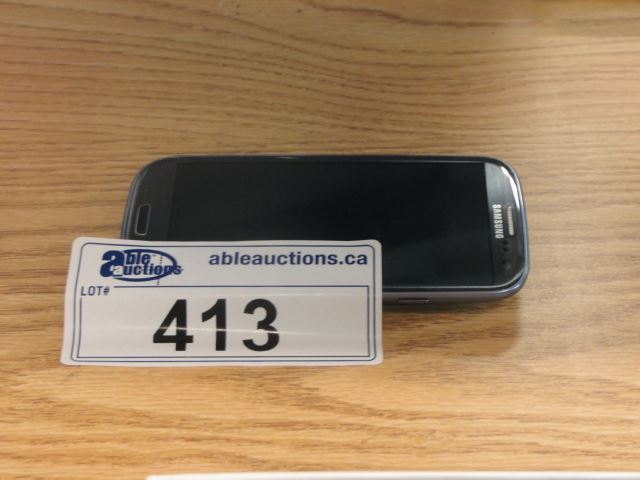 able
auctions
ableauctions.ca
LOT#
413
SAMSUNG